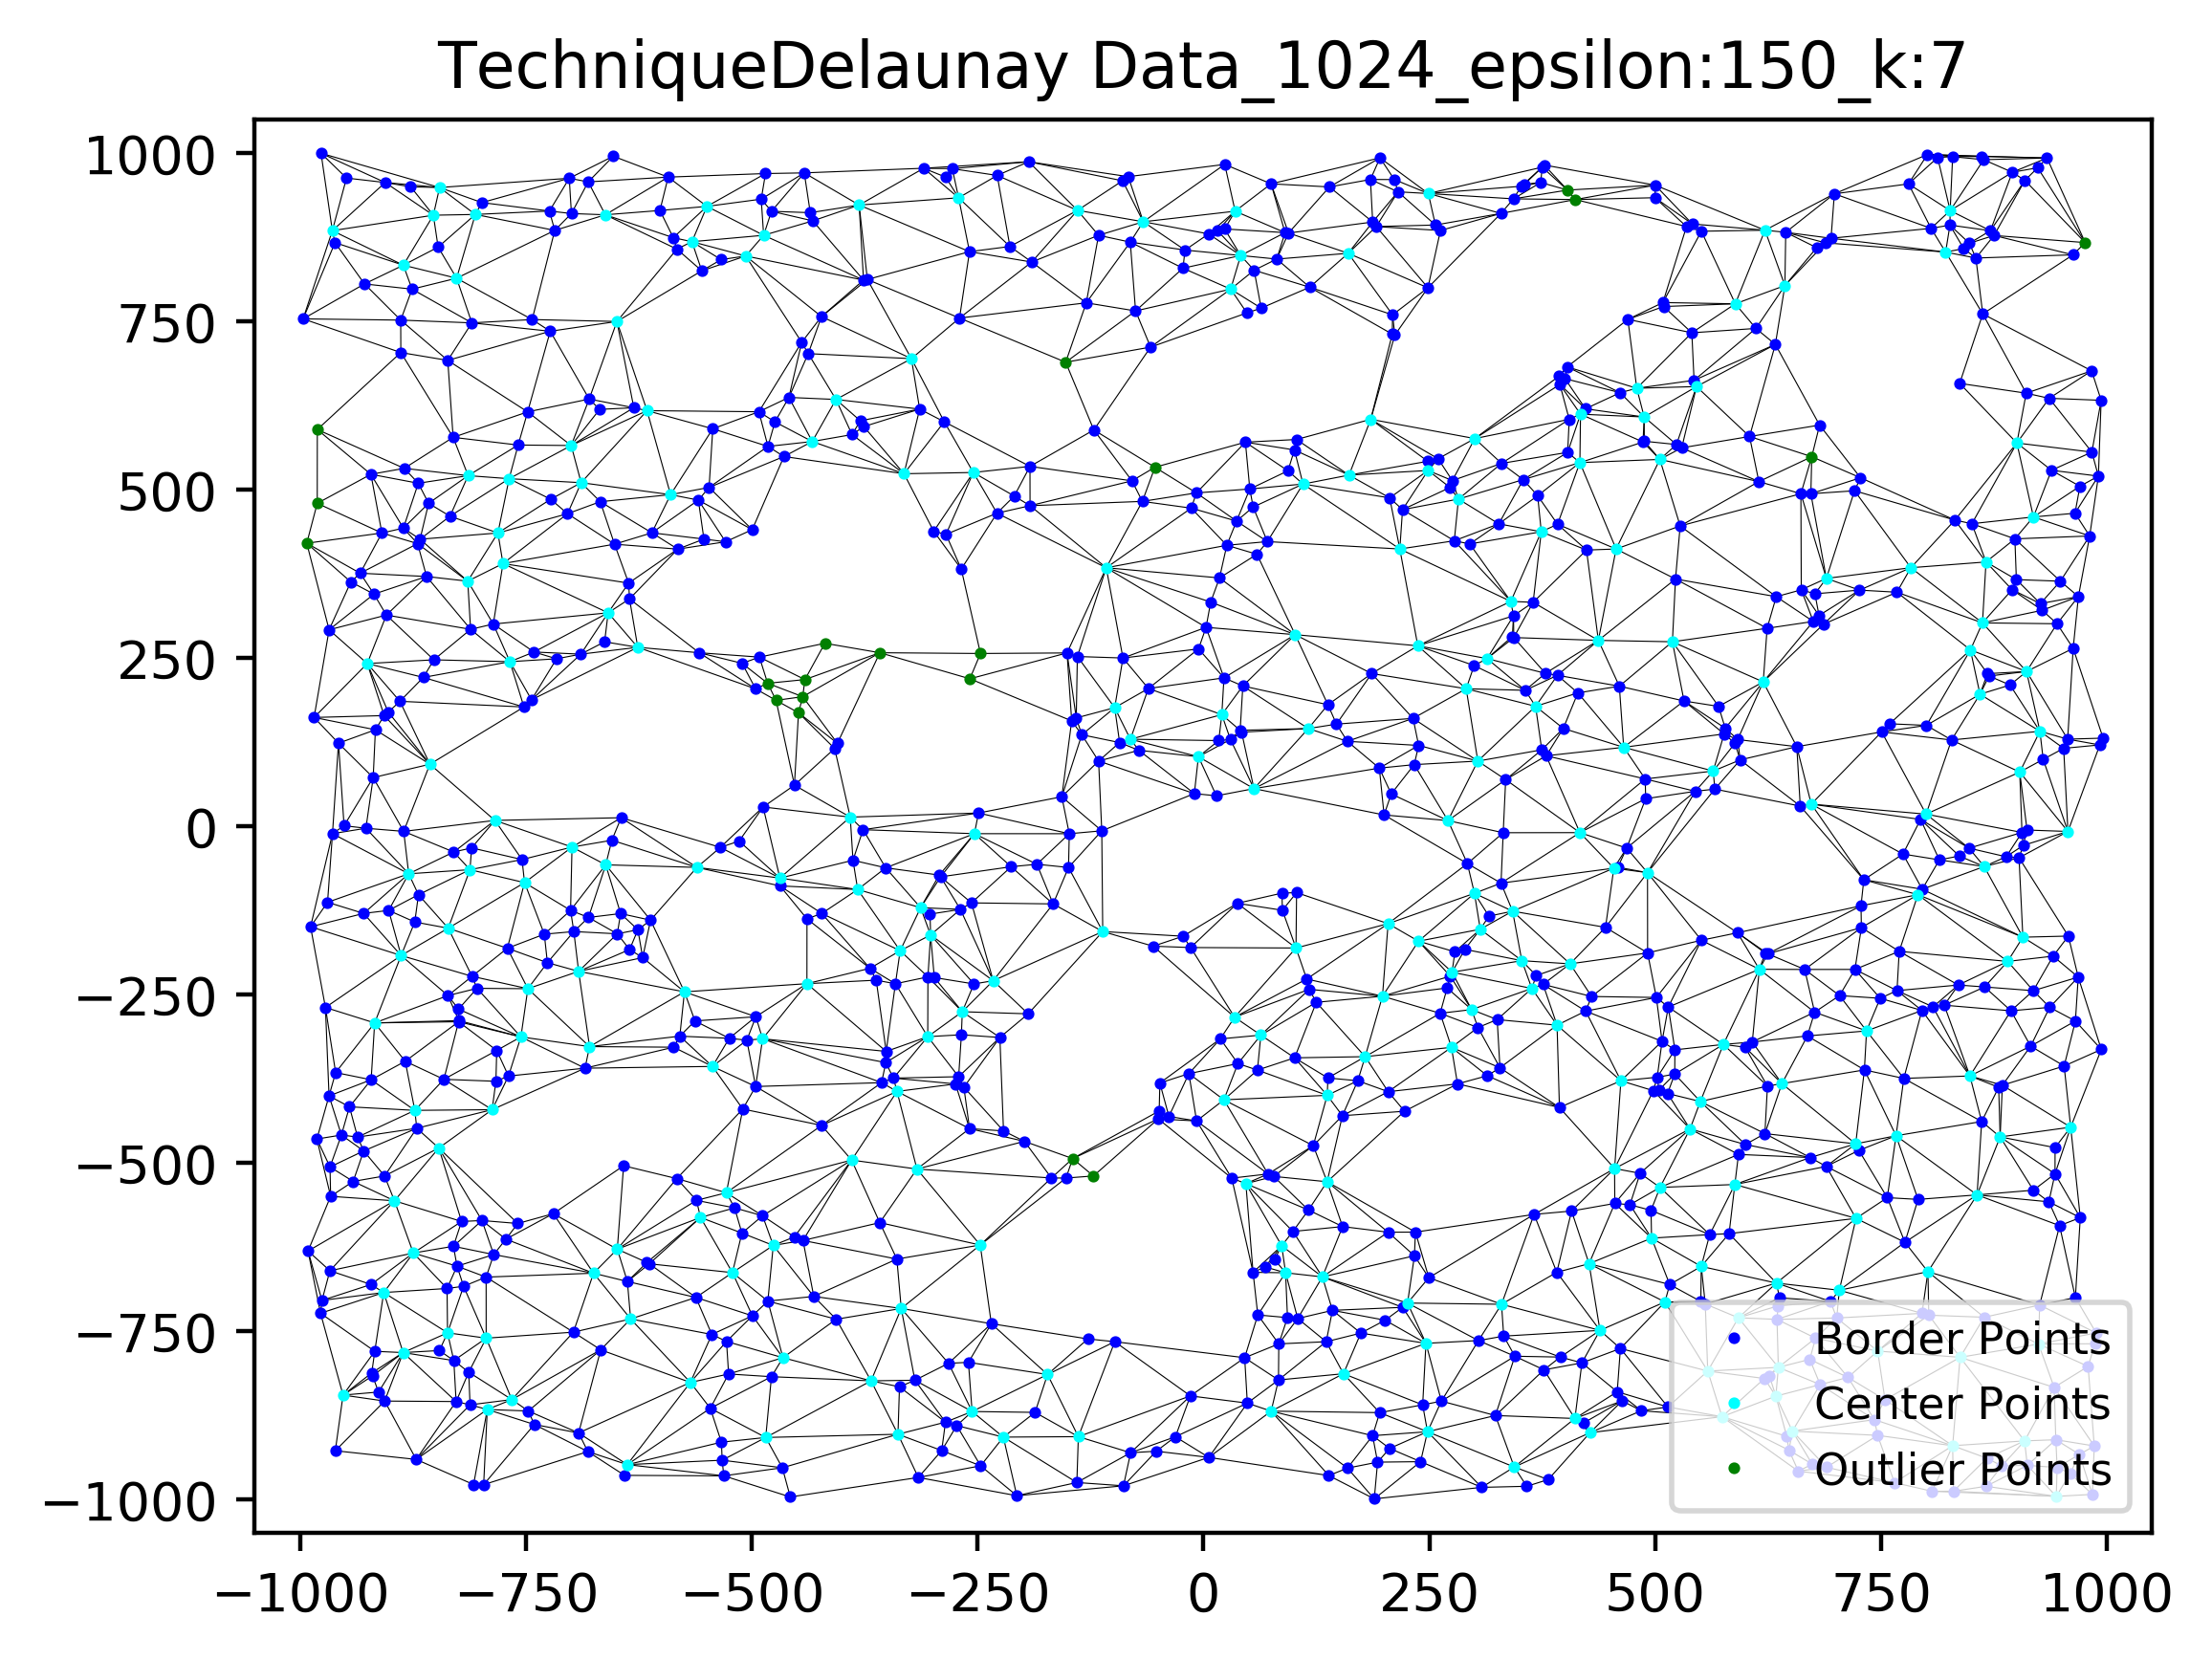 TechniqueDelaunay Data_1024_epsilon:150_k:7
1000
750
500
250
0
−250
−500
−750
−1000
Border Points
Center Points
Outlier Points
−1000 −750 −500 −250 0 250 500 750 1000